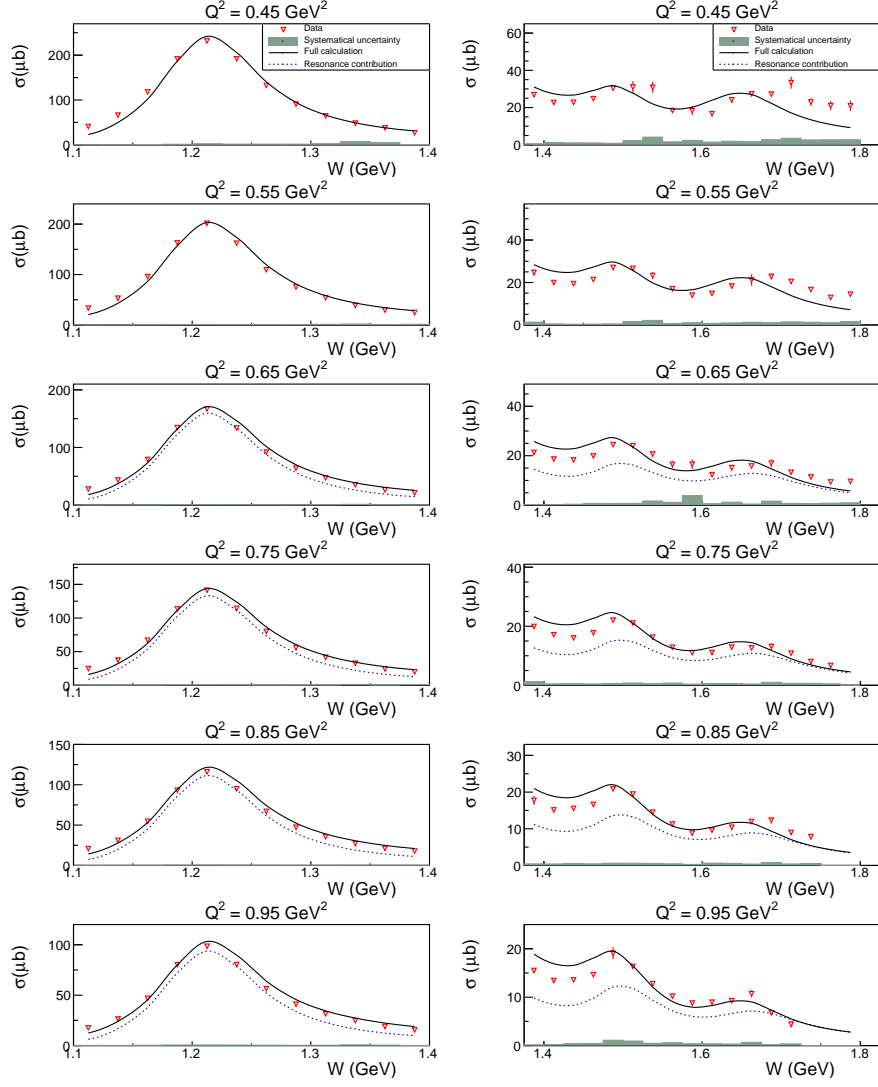 Q² = 0.45 GeV²
σ(μb)
200
100
0
1.1 1.2 1.3 1.4
W (GeV)
Data
Systematical uncertainty
Full calculation
Resonance contribution
Q² = 0.45 GeV²
σ (μb)
60
40
20
0
1.4 1.6 1.8
W (GeV)
Data
Systematical uncertainty
Full calculation
Resonance contribution
Q² = 0.55 GeV²
σ(μb)
200
100
0
1.1 1.2 1.3 1.4
W (GeV)
Q² = 0.55 GeV²
σ (μb)
40
20
0
1.4 1.6 1.8
W (GeV)
Q² = 0.65 GeV²
σ(μb)
200
100
0
1.1 1.2 1.3 1.4
W (GeV)
Q² = 0.65 GeV²
σ (μb)
40
20
0
1.4 1.6 1.8
W (GeV)
Q² = 0.75 GeV²
σ(μb)
150
100
50
0
1.1 1.2 1.3 1.4
W (GeV)
Q² = 0.75 GeV²
σ (μb)
40
20
0
1.4 1.6 1.8
W (GeV)
Q² = 0.85 GeV²
σ(μb)
150
100
50
0
1.1 1.2 1.3 1.4
W (GeV)
Q² = 0.85 GeV²
σ (μb)
30
20
10
0
1.4 1.6 1.8
W (GeV)
Q² = 0.95 GeV²
σ(μb)
100
50
0
1.1 1.2 1.3 1.4
W (GeV)
Q² = 0.95 GeV²
σ (μb)
20
10
0
1.4 1.6 1.8
W (GeV)